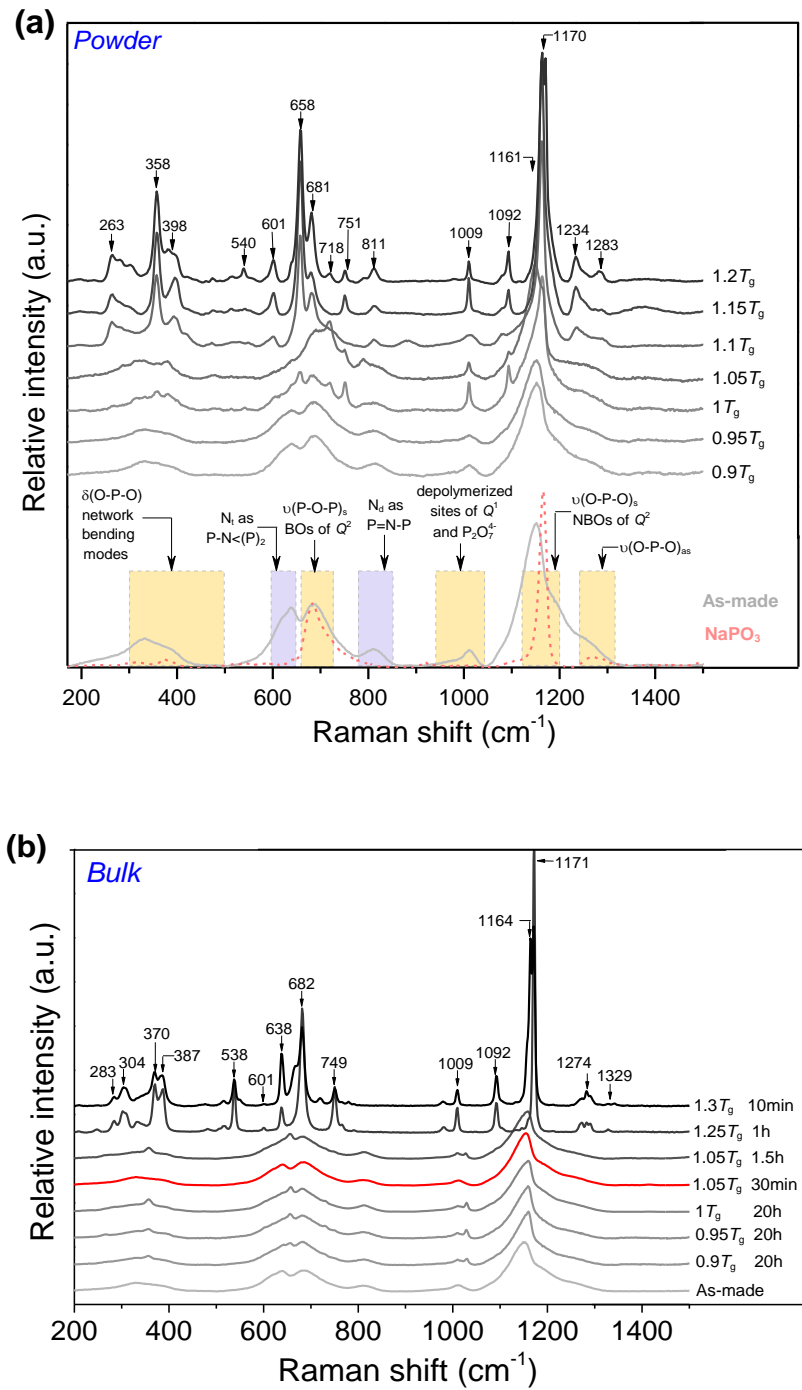 (a)
Powder
1170
658
1161
358
681
263
398
540
601
718
751
811
1009
1092
1234
1283
1.2Tg
1.15Tg
1.1Tg
1.05Tg
1Tg
0.95Tg
0.9Tg
Relative intensity (a.u.)
δ(O-P-O)
network
bending
modes
Nt as
P-N<(P)2
υ(P-O-P)s
BOs of Q2
Nd as
P=N-P
depolymerized
sites of Q1
and P2O74-
υ(O-P-O)s
NBOs of Q2
υ(O-P-O)as
As-made
NaPO3
200 400 600 800 1000 1200 1400
Raman shift (cm-1)
(b)
Bulk
1171
1164
682
638
370
387
283
304
538
601
749
1009
1092
1274
1329
1.3Tg 10min
1.25Tg 1h
1.05Tg 1.5h
1.05Tg 30min
1Tg 20h
0.95Tg 20h
0.9Tg 20h
As-made
Relative intensity (a.u.)
200 400 600 800 1000 1200 1400
Raman shift (cm-1)